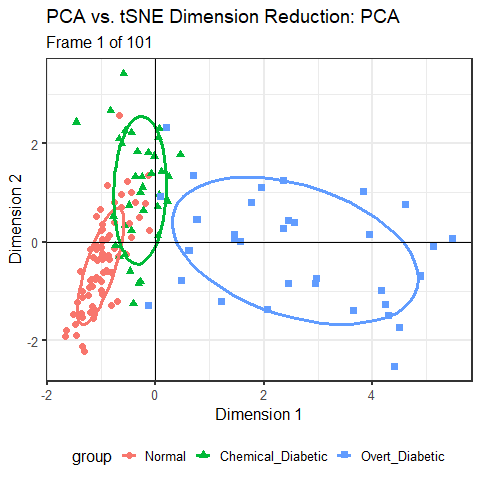 PCA vs. tSNE Dimension Reduction: PCA
Frame 1 of 101
Dimension 2
2
0
-2
-2 0 2 4
Dimension 1
group Normal Chemical_Diabetic Overt_Diabetic